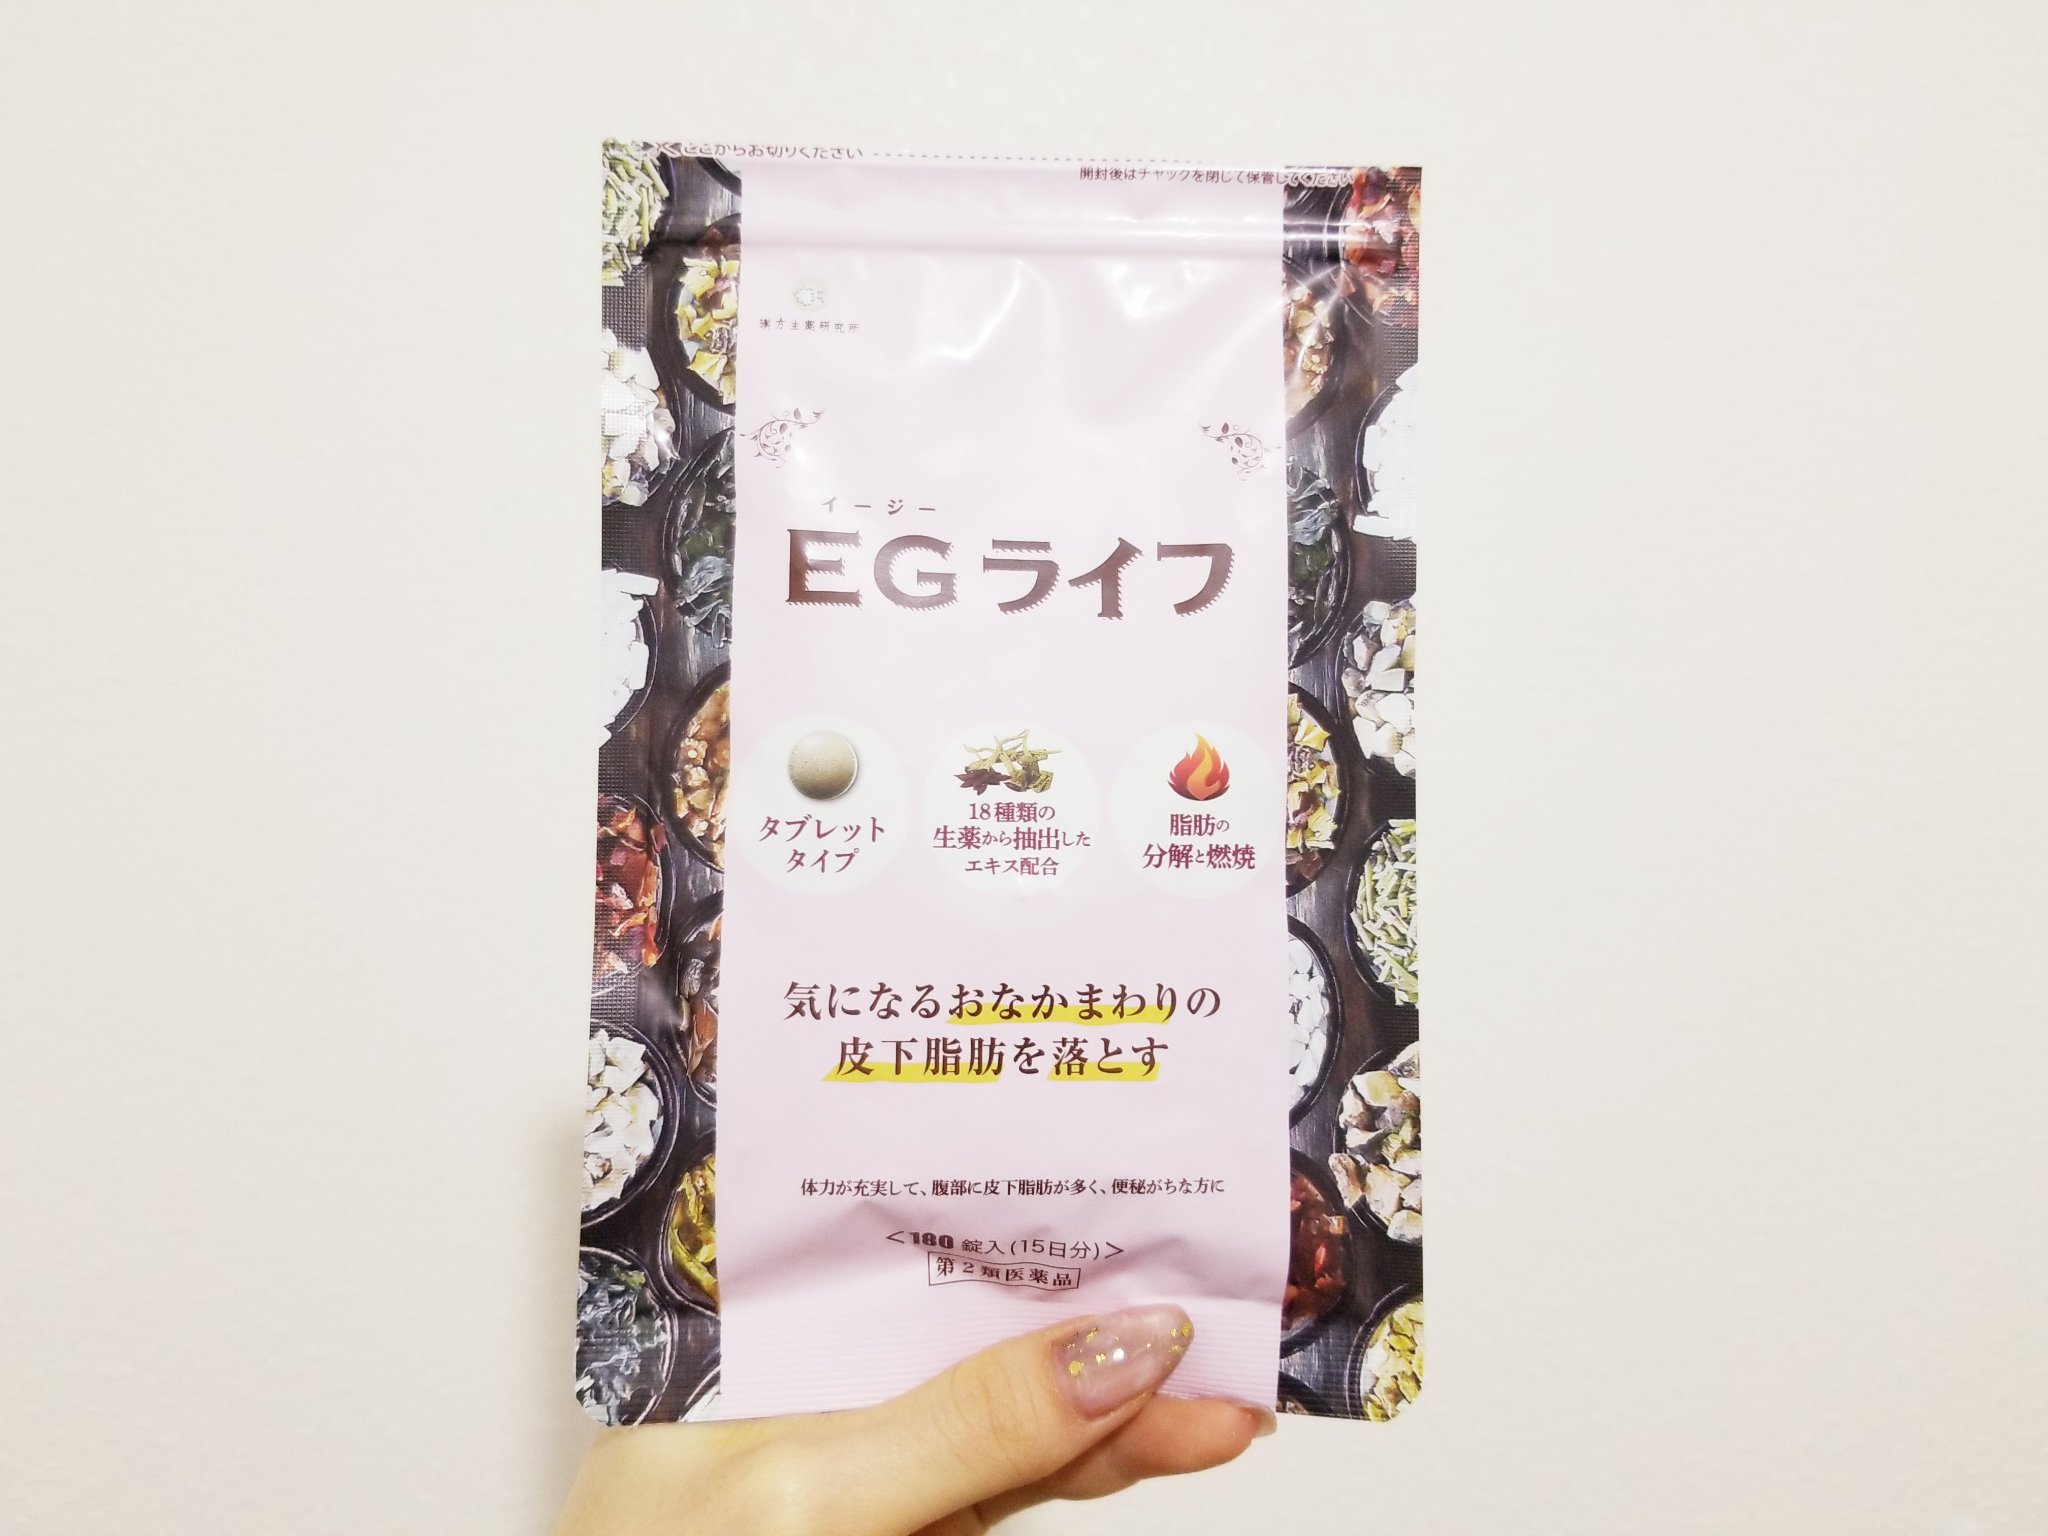 ここからお切りください
開封後はチャックを閉じて保管してください
漢方生薬研究所
イージー
EGライフ
タブレット
タイプ
18種類の
生薬から抽出した
エキス配合
脂肪の
分解と燃焼
気になるおなかまわりの
皮下脂肪を落とす
体力が充実して、腹部に皮下脂肪が多く、便秘がちな方に
<180錠入(15日分)>
第2類医薬品